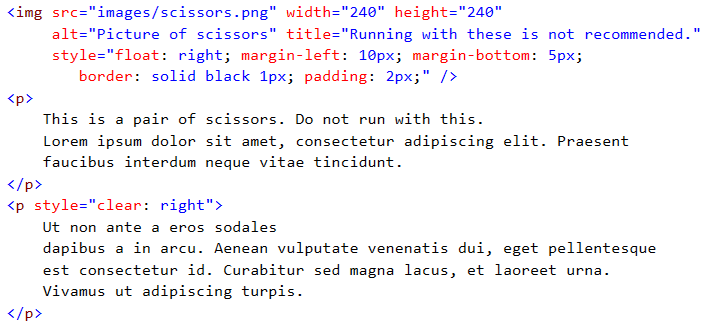 <img src="images/scissors.png" width="240" height="240"
alt="Picture of scissors" title="Running with these is not recommended."
style="float: right; margin-left: 10px; margin-bottom: 5px;
border: solid black 1px; padding: 2px;" />
<p>
This is a pair of scissors. Do not run with this.
Lorem ipsum dolor sit amet, consectetur adipiscing elit. Praesent
faucibus interdum neque vitae tincidunt.
</p>
<p style="clear: right">
Ut non ante a eros sodales
dapibus a in arcu. Aenean vulputate venenatis dui, eget pellentesque
est consectetur id. Curabitur sed magna lacus, et laoreet urna.
Vivamus ut adipiscing turpis.
</p>